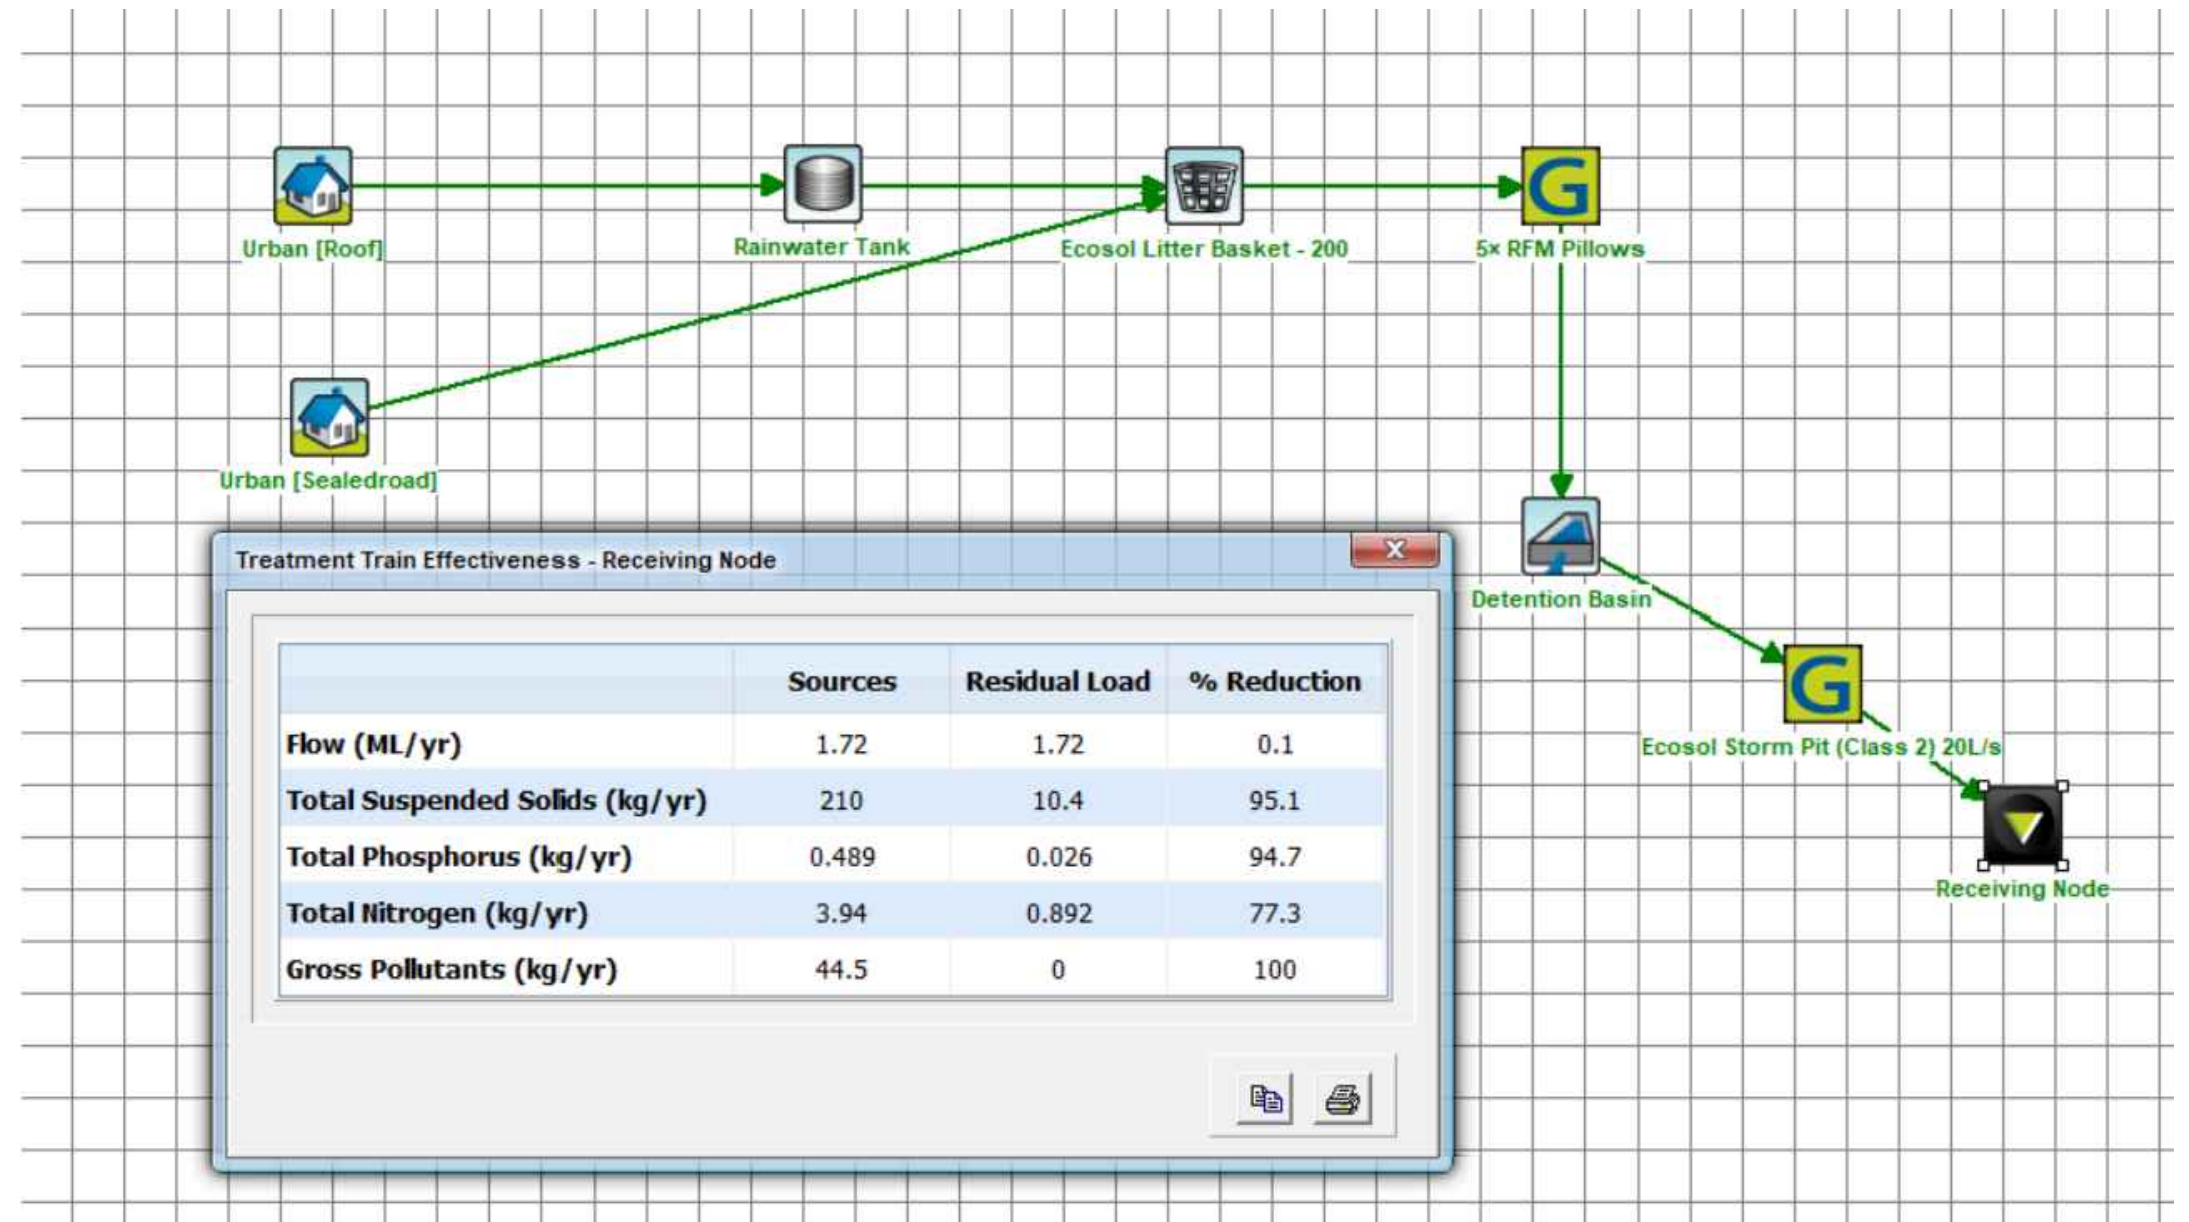 Urban [Roof]
Rainwater Tank
Ecosol Litter Basket - 200
5× RFM Pillows
Urban [Sealedroad]
Detention Basin
Ecosol Storm Pit (Class 2) 20L/s
Receiving Node
Treatment Train Effectiveness - Receiving Node
Sources Residual Load % Reduction
Flow (ML/yr) 1.72 1.72 0.1
Total Suspended Solids (kg/yr) 210 10.4 95.1
Total Phosphorus (kg/yr) 0.489 0.026 94.7
Total Nitrogen (kg/yr) 3.94 0.892 77.3
Gross Pollutants (kg/yr) 44.5 0 100